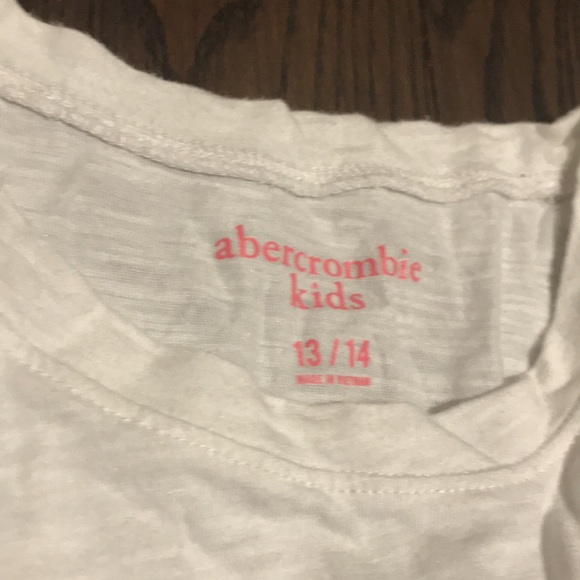 abercrombie
kids
13 / 14
MADE IN VIETNAM